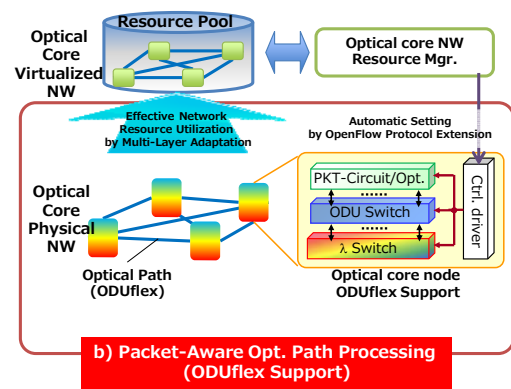 Resource Pool
Optical
Core
Virtualized
NW
Optical core NW
Resource Mgr.
Effective Network
Resource Utilization
by Multi-Layer Adaptation
Automatic Setting
by OpenFlow Protocol Extension
Optical
Core
Physical
NW
PKT-Circuit/Opt.
......
ODU Switch
......
λ Switch
Ctrl. driver
Optical Path
(ODUflex)
Optical core node
ODUflex Support
b) Packet-Aware Opt. Path Processing
(ODUflex Support)